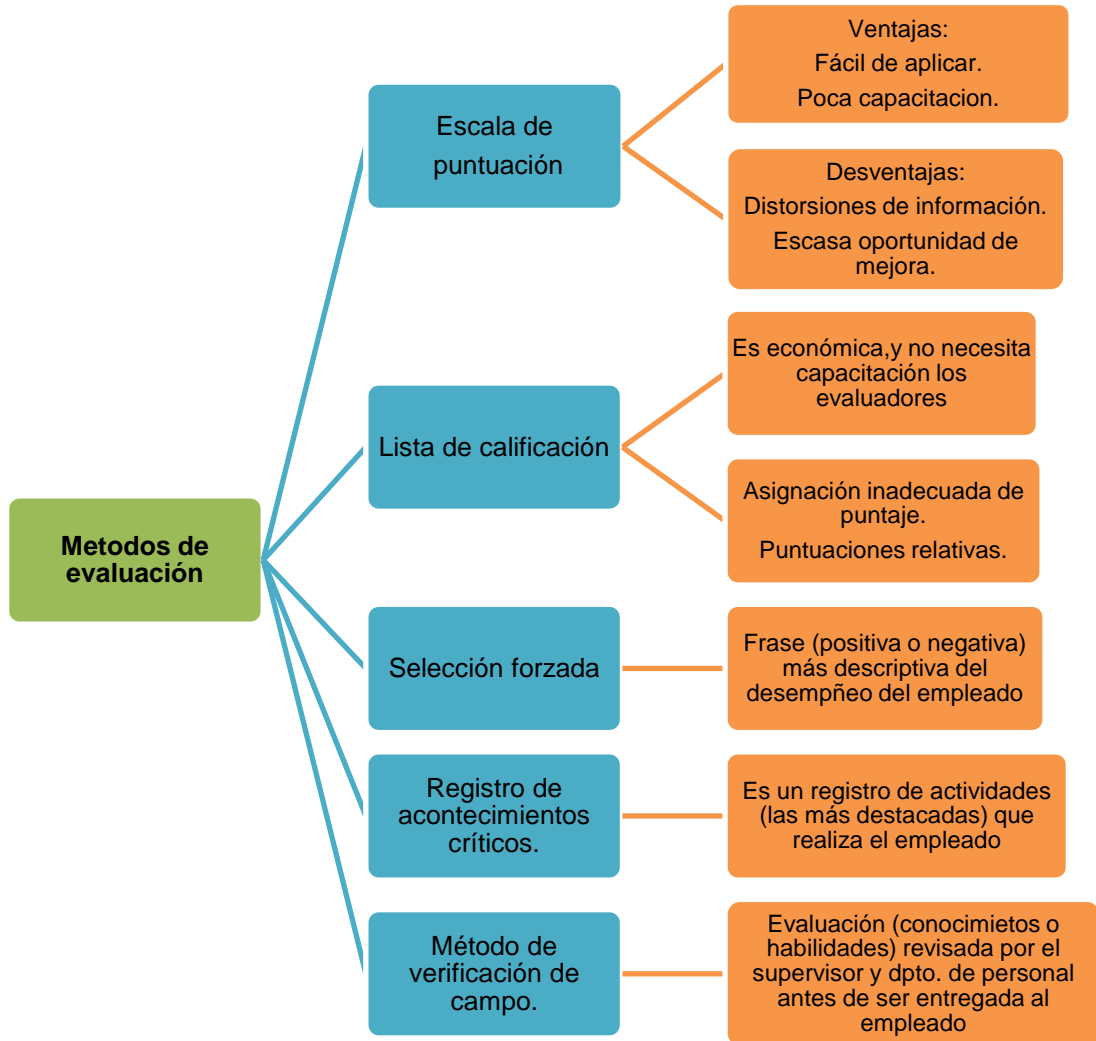 Metodos de
evaluación
Escala de
puntuación
Ventajas:
Fácil de aplicar.
Poca capacitacion.
Desventajas:
Distorsiones de información.
Escasa oportunidad de
mejora.
Lista de calificación
Es económica,y no necesita
capacitación los
evaluadores
Asignación inadecuada de
puntaje.
Puntuaciones relativas.
Selección forzada
Frase (positiva o negativa)
más descriptiva del
desempñeo del empleado
Registro de
acontecimientos
críticos.
Es un registro de actividades
(las más destacadas) que
realiza el empleado
Método de
verificación de
campo.
Evaluación (conocimietos o
habilidades) revisada por el
supervisor y dpto. de personal
antes de ser entregada al
empleado